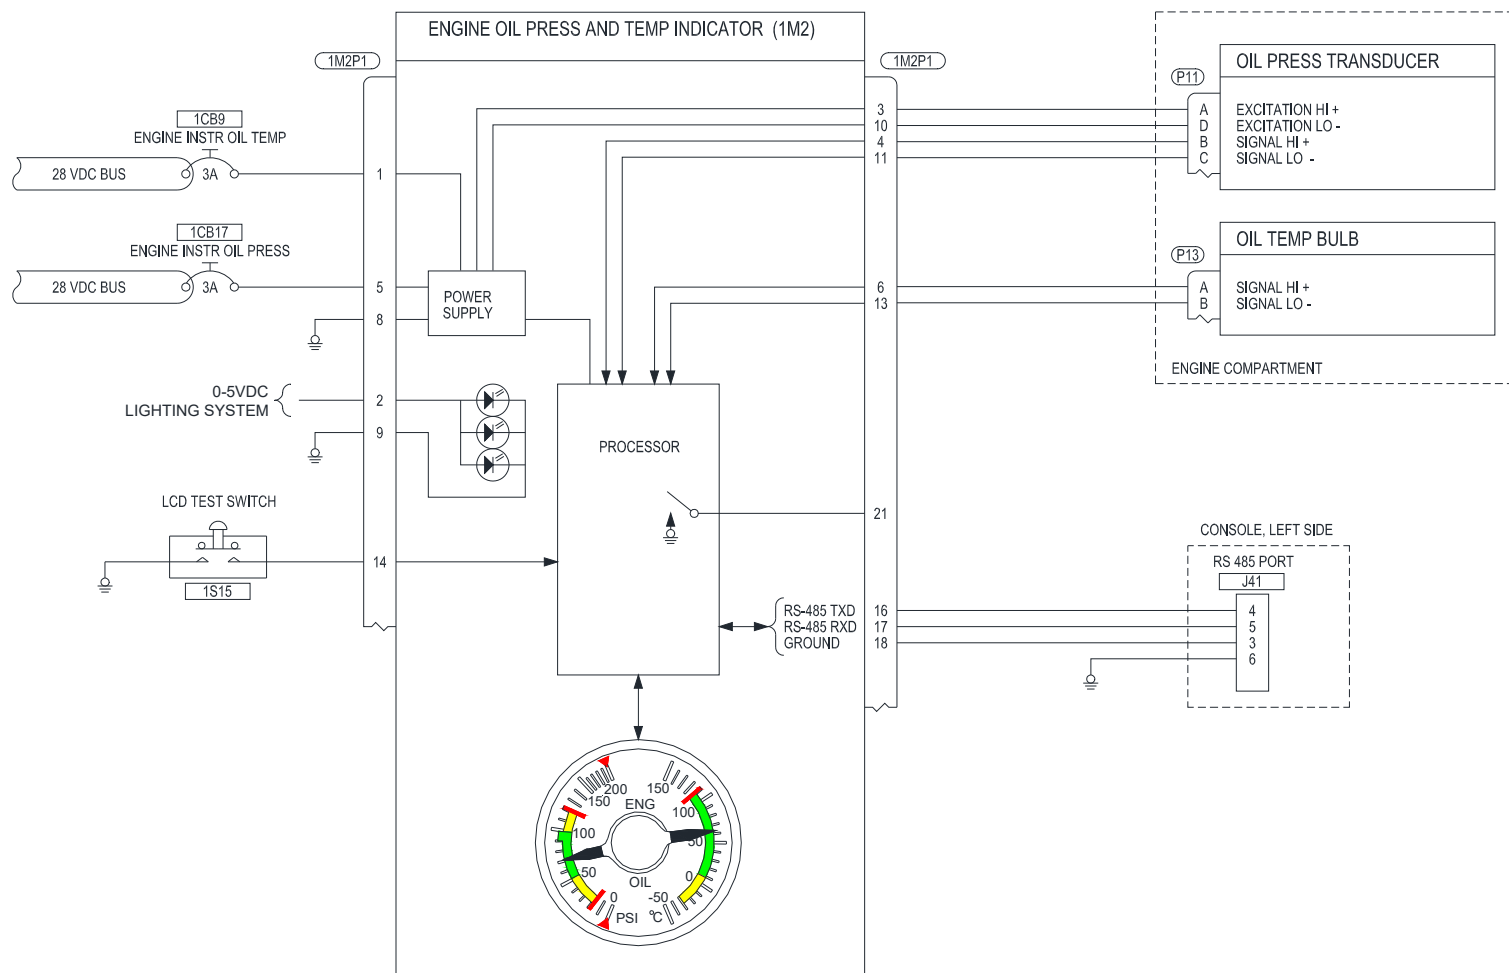 ENGINE OIL PRESS AND TEMP INDICATOR (1M2)
1M2P1
1M2P1
OIL PRESS TRANSDUCER
P11
3
A
EXCITATION HI +
10
D
EXCITATION LO -
4
B
SIGNAL HI +
11
C
SIGNAL LO -
1CB9
ENGINE INSTR OIL TEMP
28 VDC BUS
3A
1
1CB17
ENGINE INSTR OIL PRESS
28 VDC BUS
3A
5
8
POWER
SUPPLY
OIL TEMP BULB
P13
6
A
SIGNAL HI +
13
B
SIGNAL LO -
ENGINE COMPARTMENT
0-5VDC
LIGHTING SYSTEM
2
9
PROCESSOR
LCD TEST SWITCH
14
1S15
21
CONSOLE, LEFT SIDE
RS 485 PORT
J41
RS-485 TXD
16
4
RS-485 RXD
17
5
GROUND
18
3
6
200
150
150
ENG
100
100
50
50
OIL
0
0
-50
PSI
°C